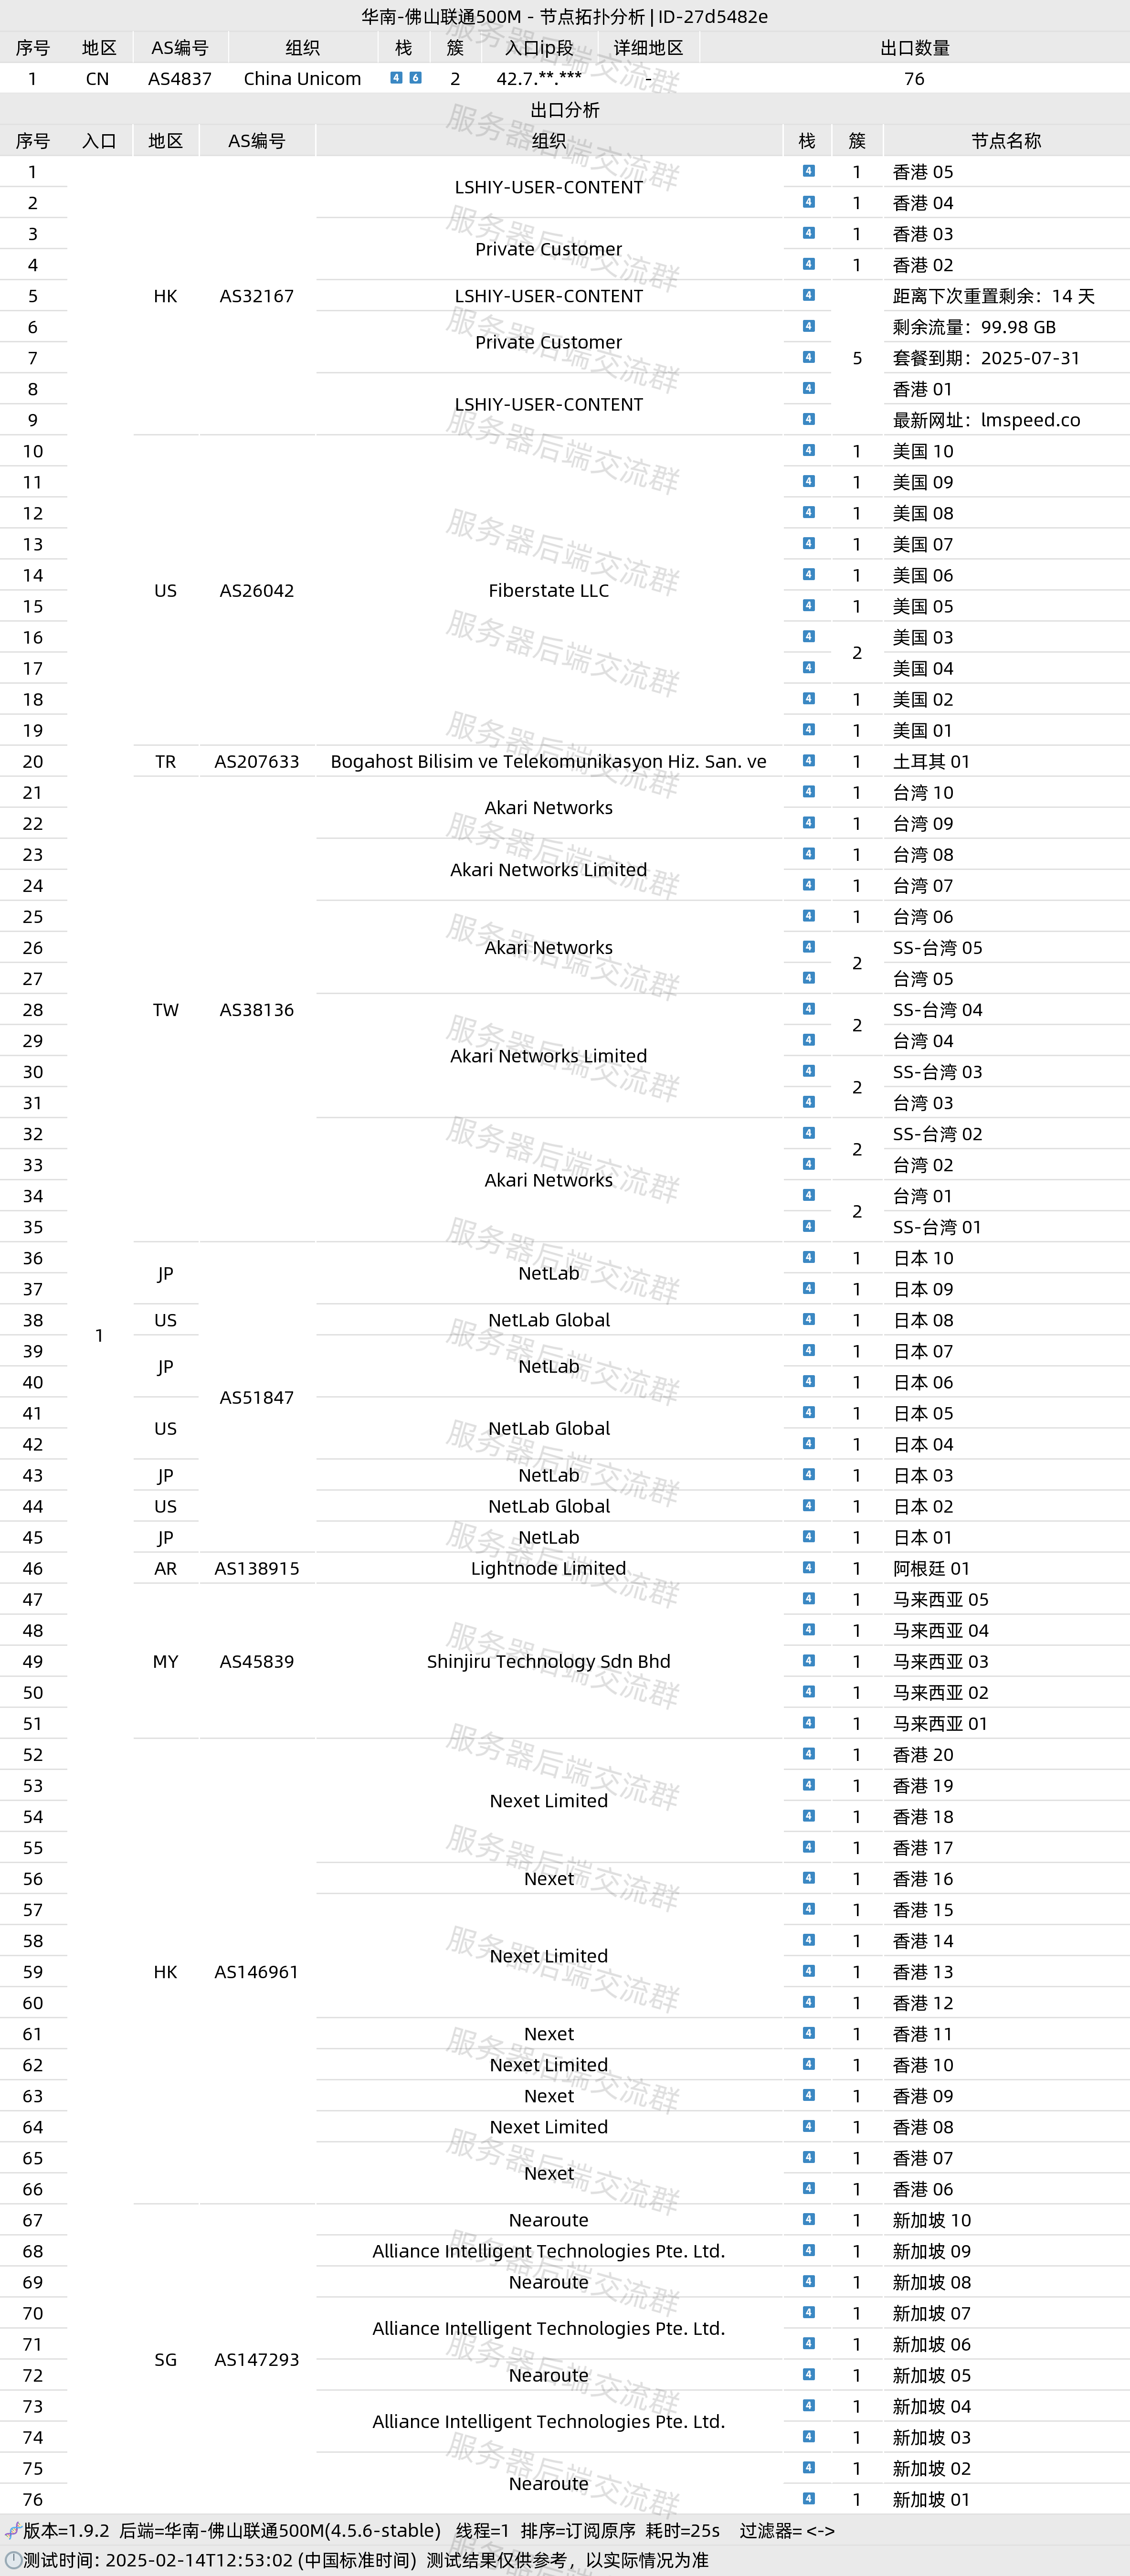 华南-佛山联通500M - 节点拓扑分析 | ID-27d5482e
序号 地区 AS编号 组织 栈 簇 入口ip段 详细地区 出口数量
1 CN AS4837 China Unicom 4 6 2 42.7.**.*** - 76
出口分析
序号 入口 地区 AS编号 组织 栈 簇 节点名称
1 1 HK AS32167 LSHIY-USER-CONTENT 4 1 香港 05
2 4 1 香港 04
3 Private Customer 4 1 香港 03
4 4 1 香港 02
5 LSHIY-USER-CONTENT 4 5 距离下次重置剩余：14 天
6 Private Customer 4 剩余流量：99.98 GB
7 4 套餐到期：2025-07-31
8 LSHIY-USER-CONTENT 4 香港 01
9 4 最新网址：lmspeed.co
10 US AS26042 Fiberstate LLC 4 1 美国 10
11 4 1 美国 09
12 4 1 美国 08
13 4 1 美国 07
14 4 1 美国 06
15 4 1 美国 05
16 4 2 美国 03
17 4 美国 04
18 4 1 美国 02
19 4 1 美国 01
20 TR AS207633 Bogahost Bilisim ve Telekomunikasyon Hiz. San. ve 4 1 土耳其 01
21 TW AS38136 Akari Networks 4 1 台湾 10
22 4 1 台湾 09
23 Akari Networks Limited 4 1 台湾 08
24 4 1 台湾 07
25 Akari Networks 4 1 台湾 06
26 4 2 SS-台湾 05
27 4 台湾 05
28 Akari Networks Limited 4 2 SS-台湾 04
29 4 台湾 04
30 4 2 SS-台湾 03
31 4 台湾 03
32 Akari Networks 4 2 SS-台湾 02
33 4 台湾 02
34 4 2 台湾 01
35 4 SS-台湾 01
36 JP AS51847 NetLab 4 1 日本 10
37 4 1 日本 09
38 US NetLab Global 4 1 日本 08
39 JP NetLab 4 1 日本 07
40 4 1 日本 06
41 US NetLab Global 4 1 日本 05
42 4 1 日本 04
43 JP NetLab 4 1 日本 03
44 US NetLab Global 4 1 日本 02
45 JP NetLab 4 1 日本 01
46 AR AS138915 Lightnode Limited 4 1 阿根廷 01
47 MY AS45839 Shinjiru Technology Sdn Bhd 4 1 马来西亚 05
48 4 1 马来西亚 04
49 4 1 马来西亚 03
50 4 1 马来西亚 02
51 4 1 马来西亚 01
52 HK AS146961 Nexet Limited 4 1 香港 20
53 4 1 香港 19
54 4 1 香港 18
55 4 1 香港 17
56 Nexet 4 1 香港 16
57 Nexet Limited 4 1 香港 15
58 4 1 香港 14
59 4 1 香港 13
60 4 1 香港 12
61 Nexet 4 1 香港 11
62 Nexet Limited 4 1 香港 10
63 Nexet 4 1 香港 09
64 Nexet Limited 4 1 香港 08
65 Nexet 4 1 香港 07
66 4 1 香港 06
67 SG AS147293 Nearoute 4 1 新加坡 10
68 Alliance Intelligent Technologies Pte. Ltd. 4 1 新加坡 09
69 Nearoute 4 1 新加坡 08
70 Alliance Intelligent Technologies Pte. Ltd. 4 1 新加坡 07
71 4 1 新加坡 06
72 Nearoute 4 1 新加坡 05
73 Alliance Intelligent Technologies Pte. Ltd. 4 1 新加坡 04
74 4 1 新加坡 03
75 Nearoute 4 1 新加坡 02
76 4 1 新加坡 01
版本=1.9.2 后端=华南-佛山联通500M(4.5.6-stable) 线程=1 排序=订阅原序 耗时=25s 过滤器= <->
测试时间: 2025-02-14T12:53:02 (中国标准时间) 测试结果仅供参考，以实际情况为准
服务器后端交流群